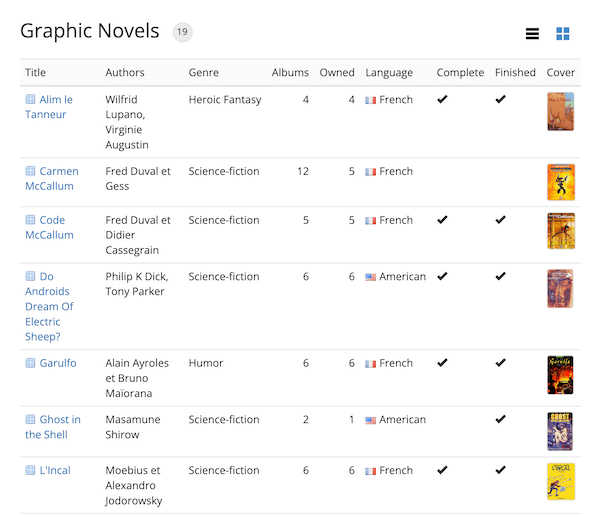 Graphic Novels 19
Title Authors Genre Albums Owned Language Complete Finished Cover
Alim le Wilfrid Heroic Fantasy 4 4 French
Tanneur Lupano,
Virginie
Augustin
Carmen Fred Duval et Science-fiction 12 5 French
McCallum Gess
Code Fred Duval et Science-fiction 5 5 French
McCallum Didier
Cassegrain
Do Philip K Dick, Science-fiction 6 6 American
Androids Tony Parker
Dream Of
Electric
Sheep?
Garulfo Alain Ayroles Humor 6 6 French
et Bruno
Maïorana
Ghost in Masamune Science-fiction 2 1 American
the Shell Shirow
L'Incal Moebius et Science-fiction 6 6 French
Alexandro
Jodorowsky